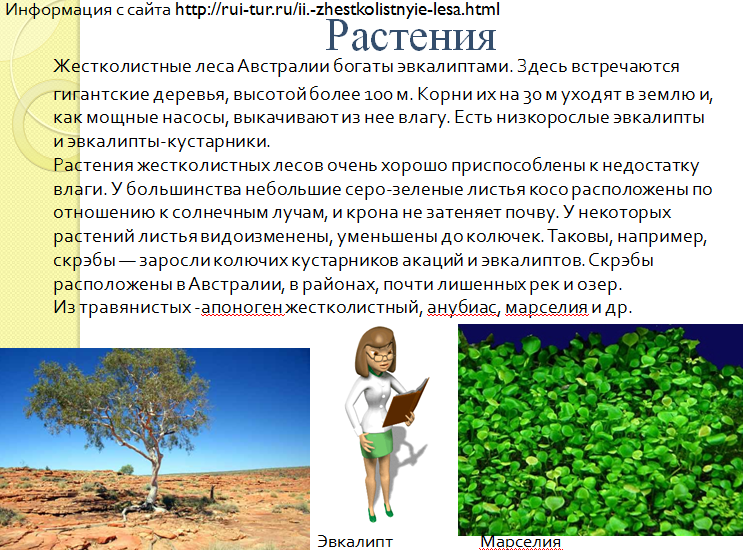 Информация с сайта http://rui-tur.ru/ii.-zhestkolistnyie-lesa.html
Растения
Жестколистные леса Австралии богаты эвкалиптами. Здесь встречаются
гигантские деревья, высотой более 100 м. Корни их на 30 м уходят в землю и,
как мощные насосы, выкачивают из нее влагу. Есть низкорослые эвкалипты
и эвкалипты-кустарники.
Растения жестколистных лесов очень хорошо приспособлены к недостатку
влаги. У большинства небольшие серо-зеленые листья косо расположены по
отношению к солнечным лучам, и крона не затеняет почву. У некоторых
растений листья видоизменены, уменьшены до колючек. Таковы, например,
скрэбы — заросли колючих кустарников акаций и эвкалиптов. Скрэбы
расположены в Австралии, в районах, почти лишенных рек и озер.
Из травянистых -апоноген жестколистный, анубиас, марселия и др.
Эвкалипт Марселия